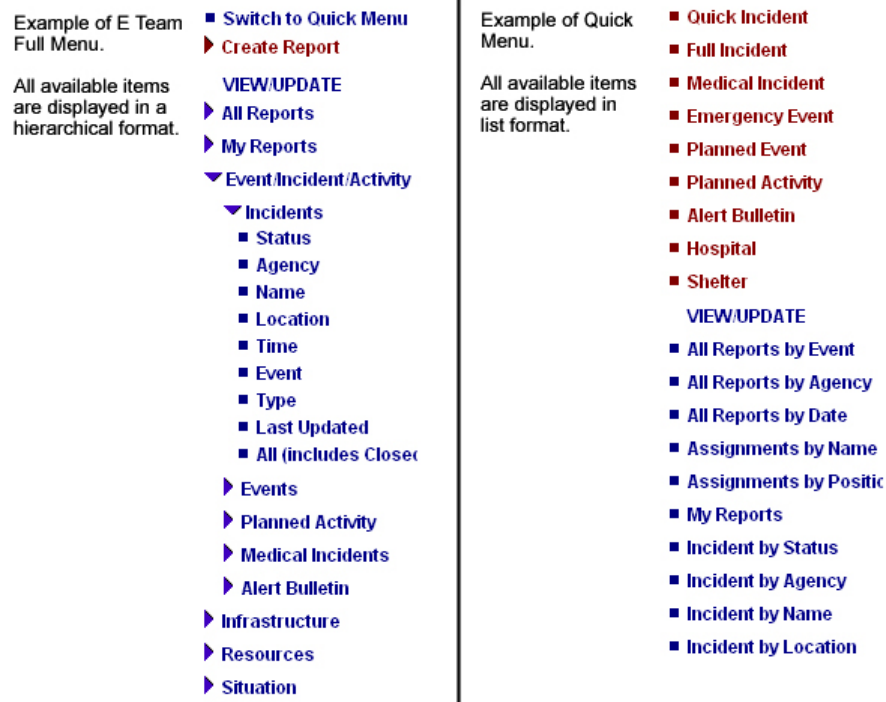 Example of E Team
Full Menu.
All available items
are displayed in a
hierarchical format.
Switch to Quick Menu
Create Report
VIEW/UPDATE
All Reports
My Reports
Event/Incident/Activity
Incidents
Status
Agency
Name
Location
Time
Event
Type
Last Updated
All (includes Closed
Events
Planned Activity
Medical Incidents
Alert Bulletin
Infrastructure
Resources
Situation
Example of Quick
Menu.
All available items
are displayed in
list format.
Quick Incident
Full Incident
Medical Incident
Emergency Event
Planned Event
Planned Activity
Alert Bulletin
Hospital
Shelter
VIEW/UPDATE
All Reports by Event
All Reports by Agency
All Reports by Date
Assignments by Name
Assignments by Positio
My Reports
Incident by Status
Incident by Agency
Incident by Name
Incident by Location